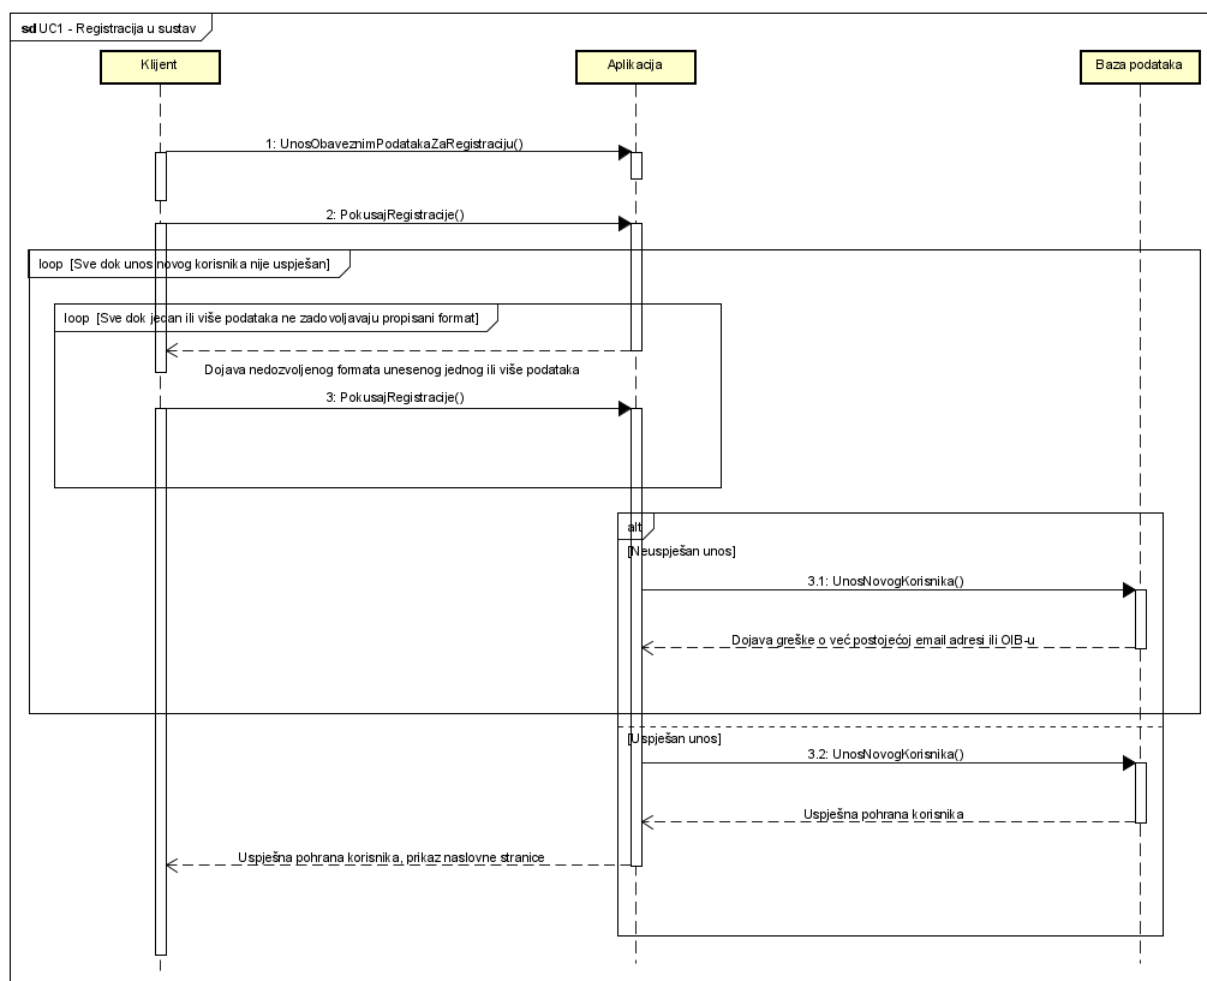 sd UC1 - Registracija u sustav
Klijent
Aplikacija
Baza podataka
1: UnosObaveznimPodatakaZaRegistraciju()
2: PokusajRegistracije()
loop [Sve dok unos novog korisnika nije uspješan]
loop [Sve dok jedan ili više podataka ne zadovoljavaju propisani format]
Dojava nedozvoljenog formata unesenog jednog ili više podataka
3: PokusajRegistracije()
alt
[Neuspješan unos]
3.1: UnosNovogKorisnika()
Dojava greške o već postojećoj email adresi ili OIB-u
[Uspješan unos]
3.2: UnosNovogKorisnika()
Uspješna pohrana korisnika
Uspješna pohrana korisnika, prikaz naslovne stranice